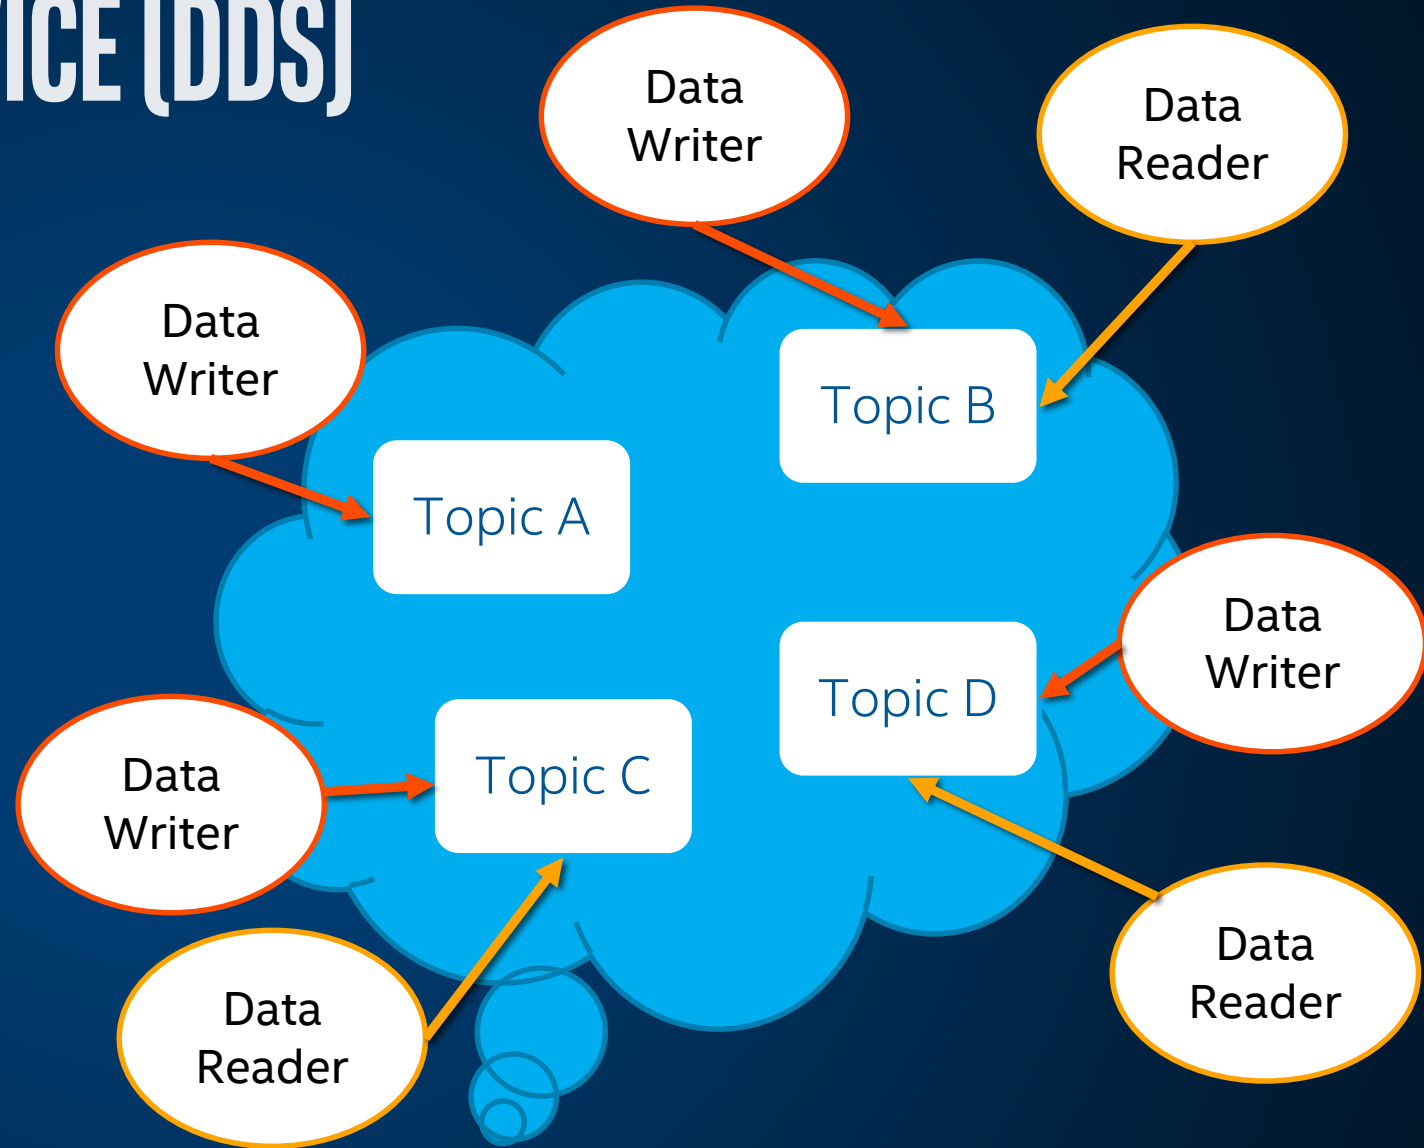 ICE (DDS)
Data
Writer
Data
Reader
Data
Writer
Topic B
Topic A
Data
Writer
Topic D
Data
Writer
Topic C
Data
Reader
Data
Reader